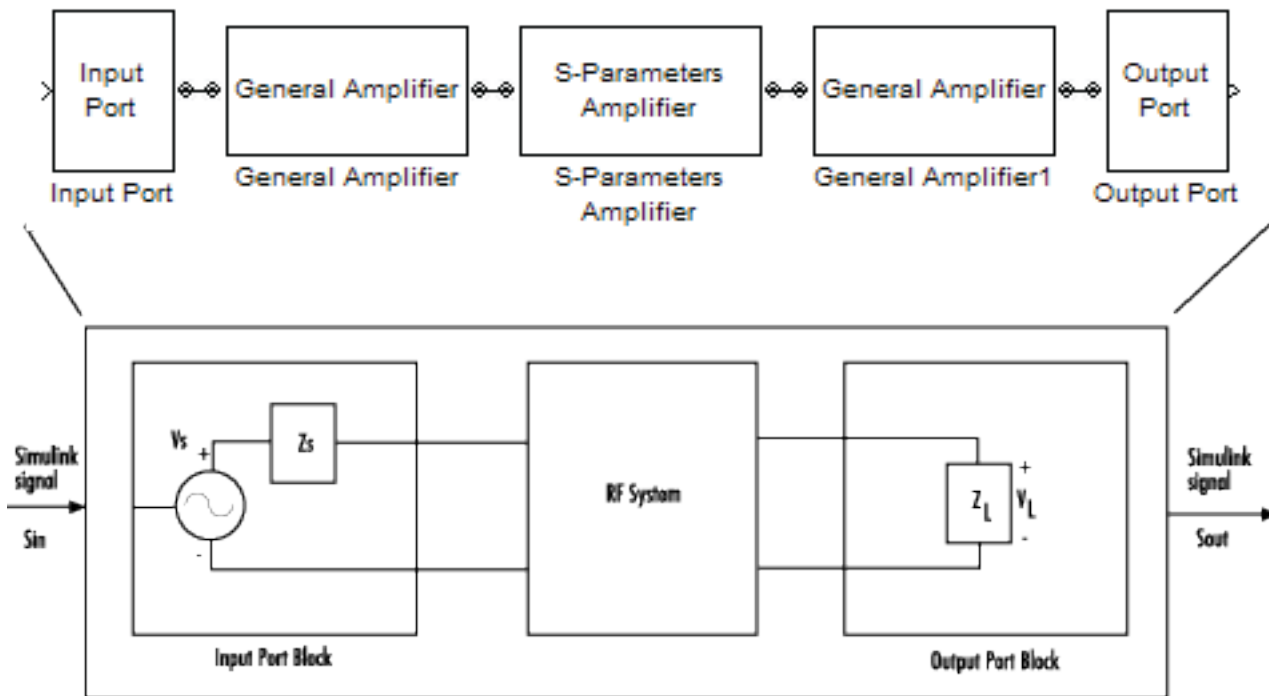 Input
Port
General Amplifier
S-Parameters
Amplifier
General Amplifier
Output
Port
Input Port
General Amplifier
S-Parameters
Amplifier
General Amplifier1
Output Port
Simulink
signal
Sin
Vs
+
-
Zs
RF System
ZL
+
VL
-
Simulink
signal
Sout
Input Port Block
Output Port Block